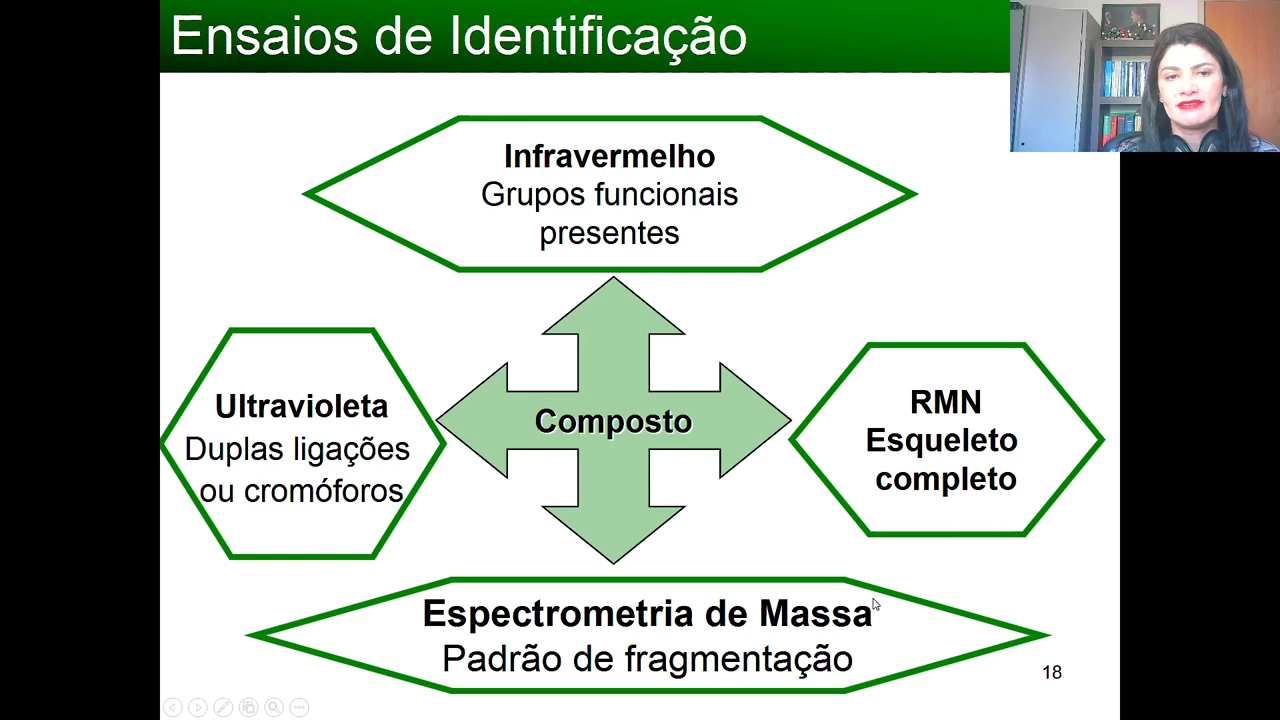 Ensaios de Identificação
Infravermelho
Grupos funcionais
presentes
Ultravioleta
Duplas ligações
ou cromóforos
Composto
RMN
Esqueleto
completo
Espectrometria de Massa
Padrão de fragmentação
18